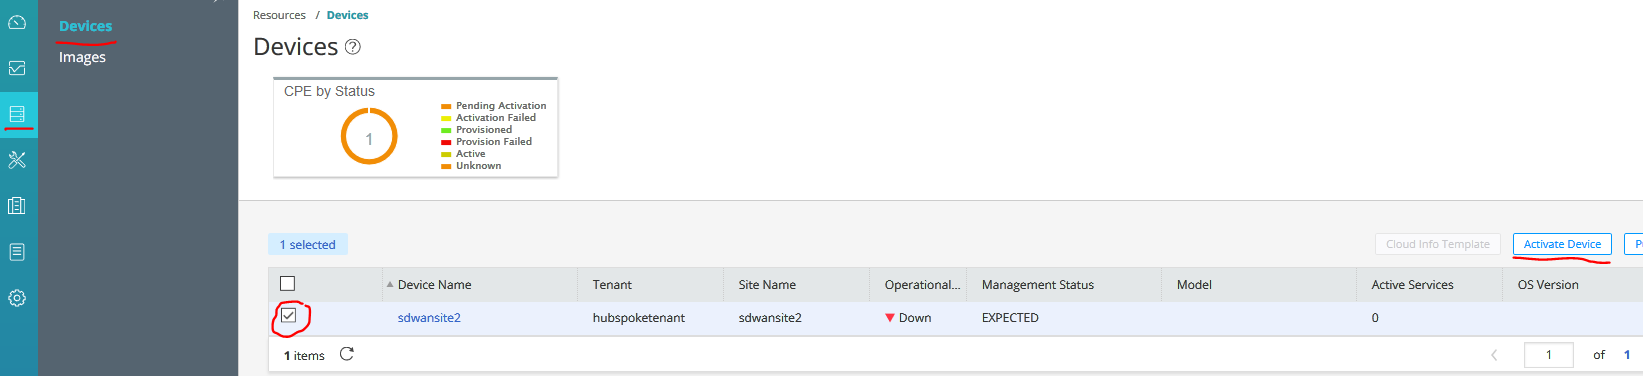 Devices
Images
Resources / Devices
Devices ?
CPE by Status
1
Pending Activation
Activation Failed
Provisioned
Provision Failed
Active
Unknown
1 selected
Cloud Info Template
Activate Device
Device Name Tenant Site Name Operational... Management Status Model Active Services OS Version
sdwansite2 hubspoketenant sdwansite2 Down EXPECTED 0
1 items
1 of 1